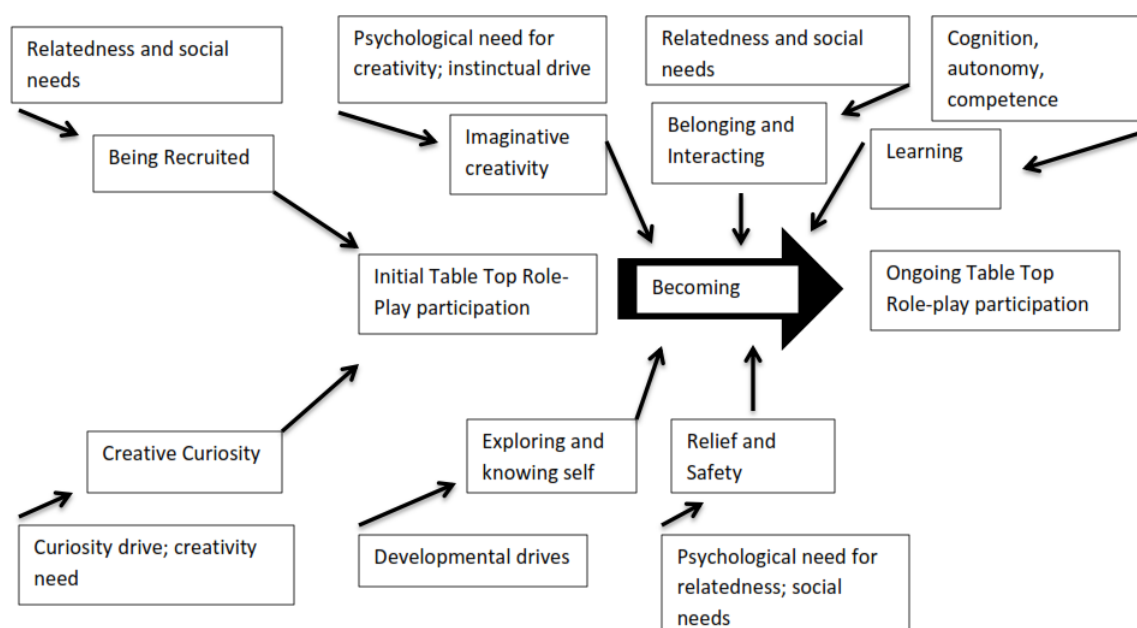 Relatedness and social
needs
Psychological need for
creativity; instinctual drive
Relatedness and social
needs
Cognition,
autonomy,
competence
Being Recruited
Imaginative
creativity
Belonging and
Interacting
Learning
Initial Table Top Role-
Play participation
Becoming
Ongoing Table Top
Role-play participation
Creative Curiosity
Exploring and
knowing self
Relief and
Safety
Curiosity drive; creativity
need
Developmental drives
Psychological need for
relatedness; social
needs